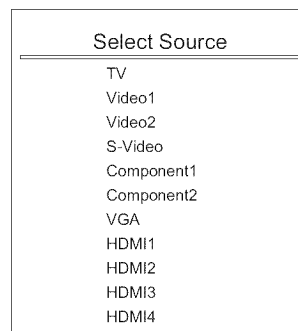 Select Source
TV
Video1
Video2
S-Video
Component1
Component2
VGA
HDMI1
HDMI2
HDMI3
HDMI4